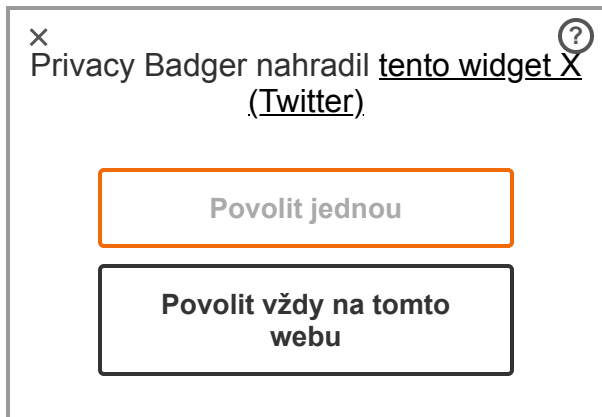 Privacy Badger nahradil tento widget X
(Twitter)
Povolit jednou
Povolit vždy na tomto
webu